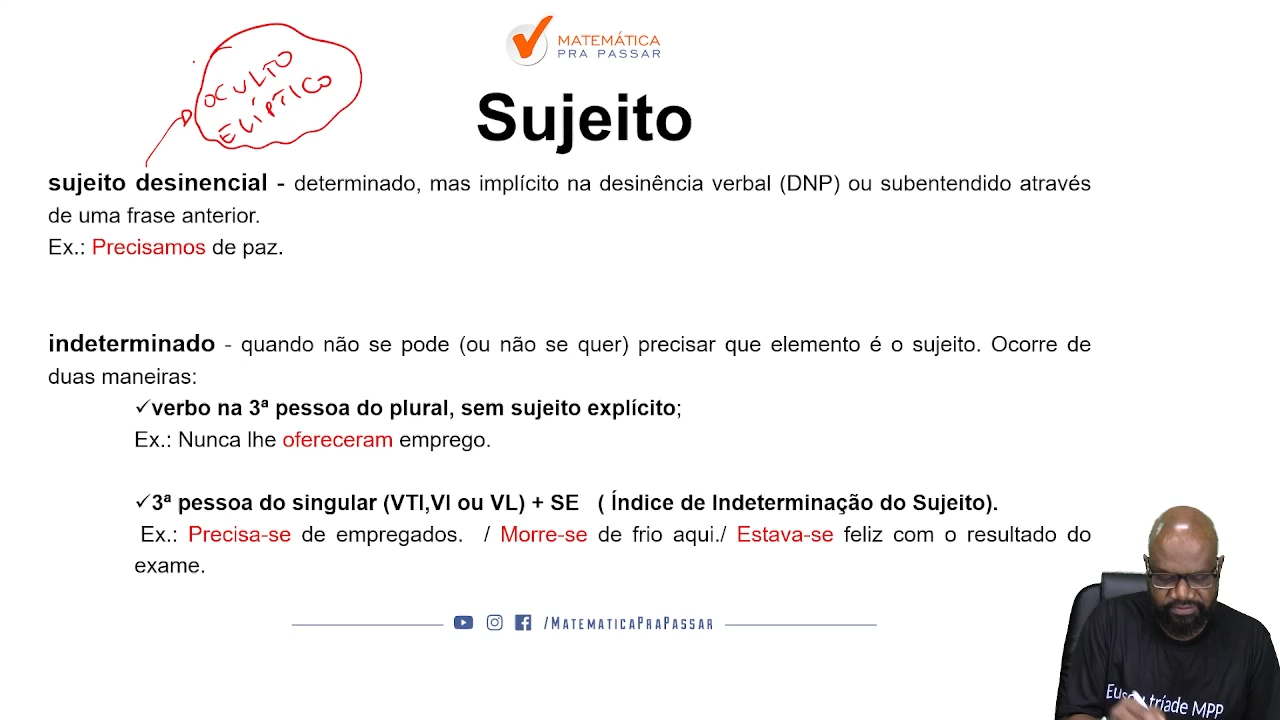 OCULTO
ELÍPTICO
MATEMÁTICA
PRA PASSAR
Sujeito
sujeito desinencial - determinado, mas implícito na desinência verbal (DNP) ou subentendido através
de uma frase anterior.
Ex.: Precisamos de paz.
indeterminado - quando não se pode (ou não se quer) precisar que elemento é o sujeito. Ocorre de
duas maneiras:
✓verbo na 3ª pessoa do plural, sem sujeito explícito;
Ex.: Nunca lhe ofereceram emprego.
✓3ª pessoa do singular (VTI,VI ou VL) + SE ( Índice de Indeterminação do Sujeito).
Ex.: Precisa-se de empregados. / Morre-se de frio aqui./ Estava-se feliz com o resultado do
exame.
/MATEMATICAPRAPASSAR
tríade MPP